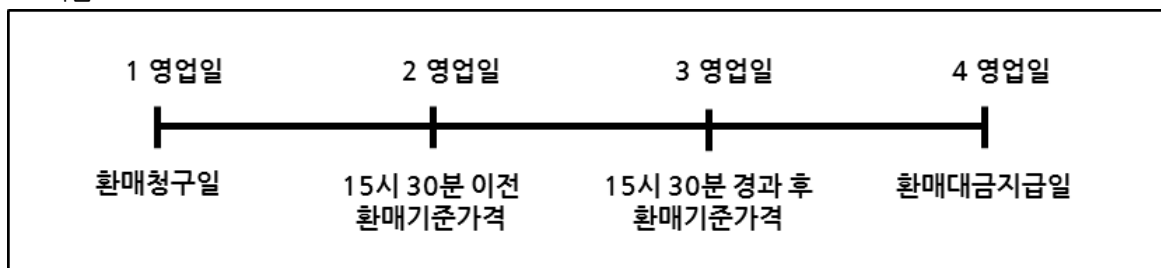 1 영업일
2 영업일
3 영업일
4 영업일
환매청구일
15시 30분 이전
환매기준가격
15시 30분 경과 후
환매기준가격
환매대금지급일